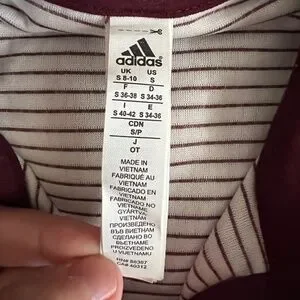 adidas
UK US
S 8-10 S
F D
S 36-38 S 34-36
I E
S 40-42 S 34-36
CDN
S/P
J
OT
MADE IN
VIETNAM
FABRIQUÉ AU
VIETNAM
FABRICADO EN
VIETNAM
FABRICADO NO
VIETNAM
GYÁRTVA:
VIETNAM
ПРОИЗВЕДЕНО
ВЪВ ВИЕТНАМ
СДЕЛАНО ВО
ВЬЕТНАМЕ
PROIZVEDENO U
VIJETNAMU